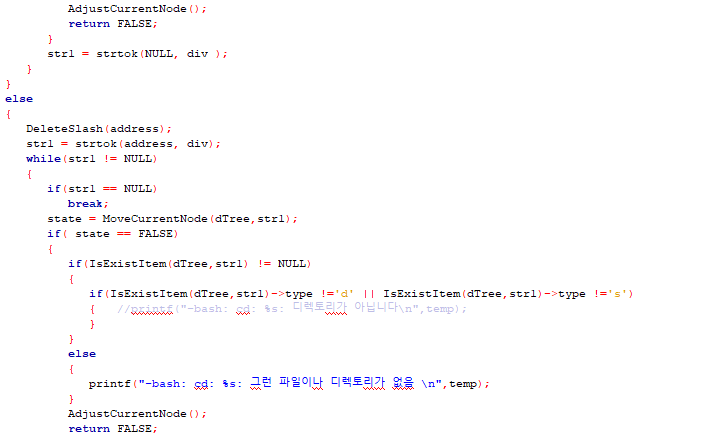 AdjustCurrentNode();
return FALSE;
}
str1 = strtok(NULL, div );
}
}
else
{
DeleteSlash(address);
str1 = strtok(address, div);
while(str1 != NULL)
{
if(str1 == NULL)
break;
state = MoveCurrentNode(dTree,str1);
if( state == FALSE)
{
if(IsExistItem(dTree,str1) != NULL)
{
if(IsExistItem(dTree,str1)->type !='d' || IsExistItem(dTree,str1)->type !='s')
{ //printf("-bash: cd: %s: 디렉토리가 아닙니다\n",temp);
}
}
else
{
printf("-bash: cd: %s: 그런 파일이나 디렉토리가 없음 \n",temp);
}
AdjustCurrentNode();
return FALSE;